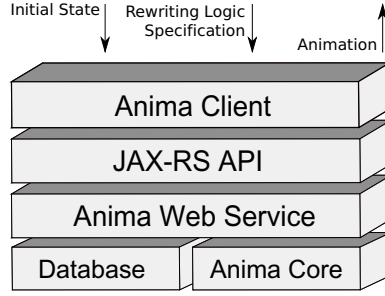 Initial State
Rewriting Logic
Specification
Animation
Anima Client
JAX-RS API
Anima Web Service
Database
Anima Core